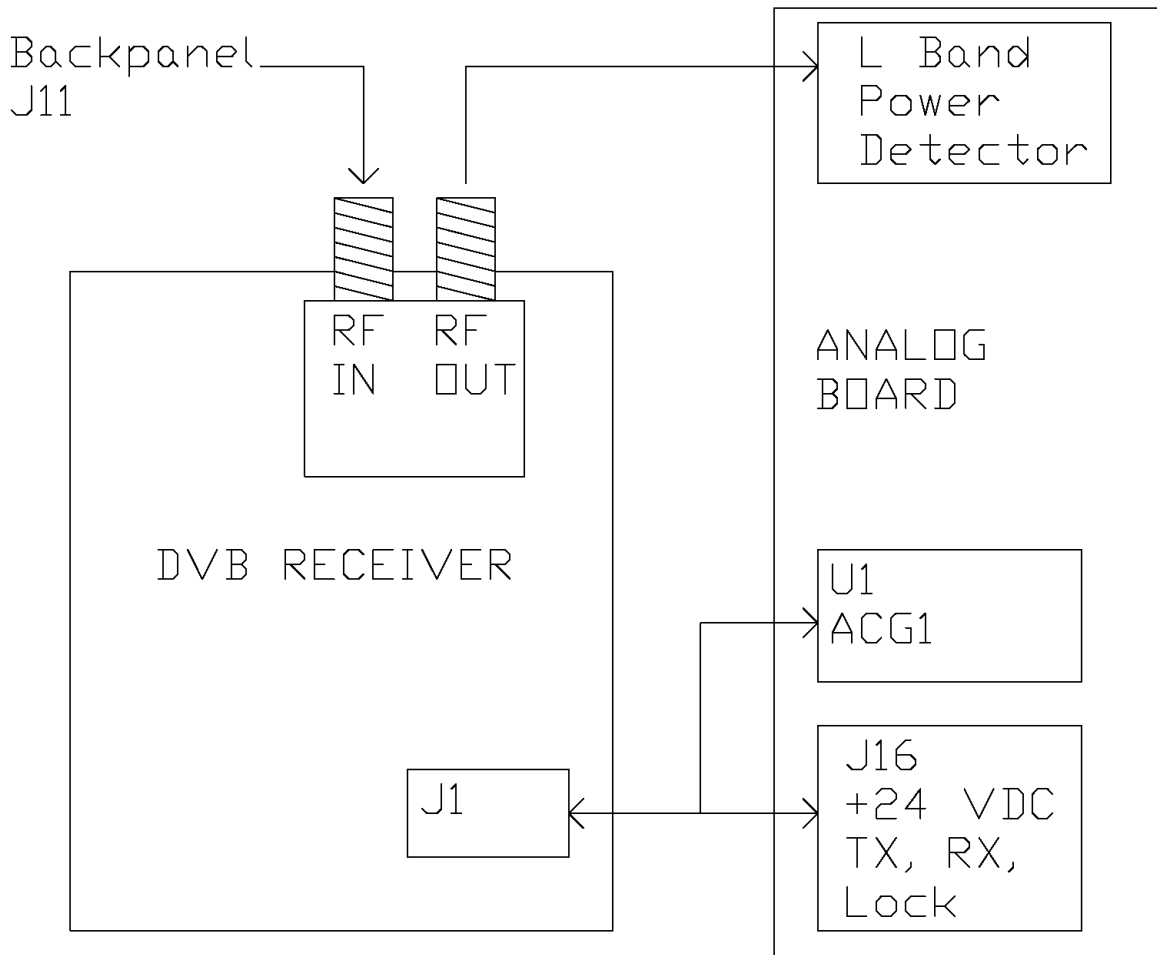 Backpanel
J11
L Band
Power
Detector
RF
IN
RF
OUT
ANALOG
BOARD
DVB RECEIVER
U1
ACG1
J1
J16
+24 VDC
TX, RX,
Lock